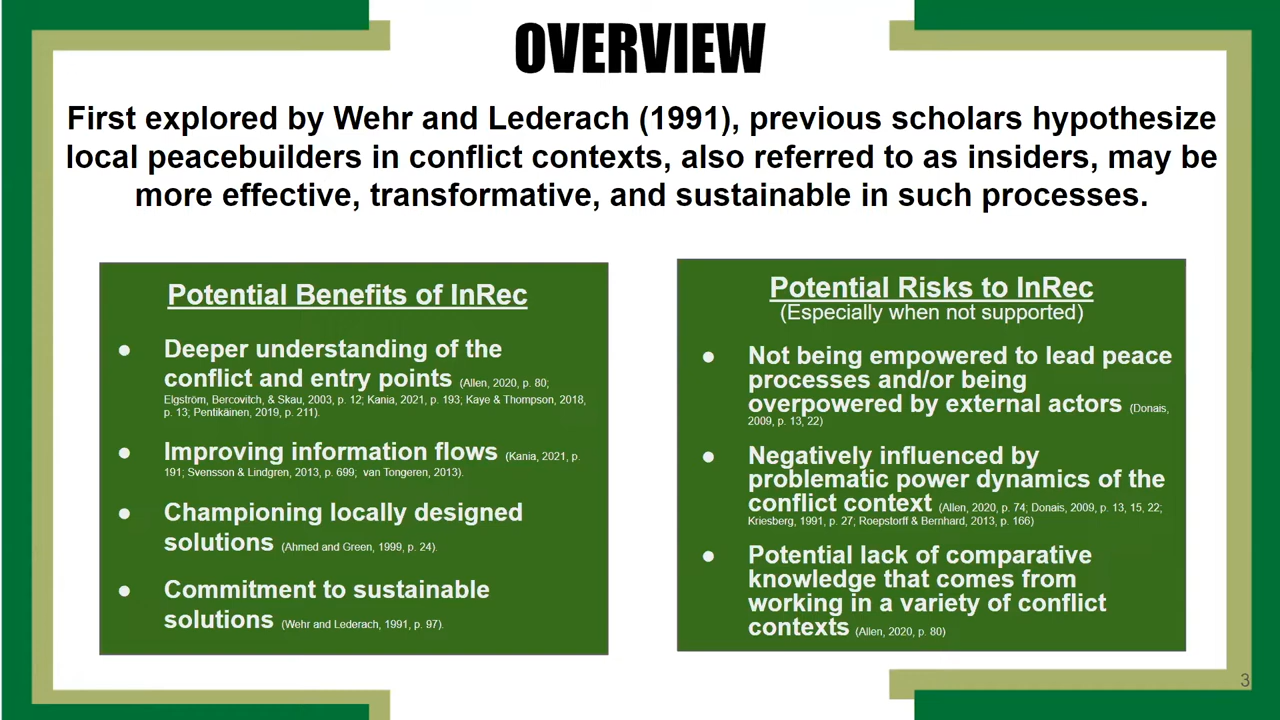 OVERVIEW
First explored by Wehr and Lederach (1991), previous scholars hypothesize
local peacebuilders in conflict contexts, also referred to as insiders, may be
more effective, transformative, and sustainable in such processes.
Potential Benefits of InRec
● Deeper understanding of the
conflict and entry points (Allen, 2020, p. 80;
Elgström, Bercovitch, & Skau, 2003, p. 12; Kania, 2021, p. 193; Kaye & Thompson, 2018,
p. 13; Pentikäinen, 2019, p. 211).
● Improving information flows (Kania, 2021, p.
191; Svensson & Lindgren, 2013, p. 699; van Tongeren, 2013).
● Championing locally designed
solutions (Ahmed and Green, 1999, p. 24).
● Commitment to sustainable
solutions (Wehr and Lederach, 1991, p. 97).
Potential Risks to InRec
(Especially when not supported)
● Not being empowered to lead peace
processes and/or being
overpowered by external actors (Donais,
2009, p. 13, 22)
● Negatively influenced by
problematic power dynamics of the
conflict context (Allen, 2020, p. 74; Donais, 2009, p. 13, 15, 22;
Kriesberg, 1991, p. 27; Roepstorff & Bernhard, 2013, p. 166)
● Potential lack of comparative
knowledge that comes from
working in a variety of conflict
contexts (Allen, 2020, p. 80)
3